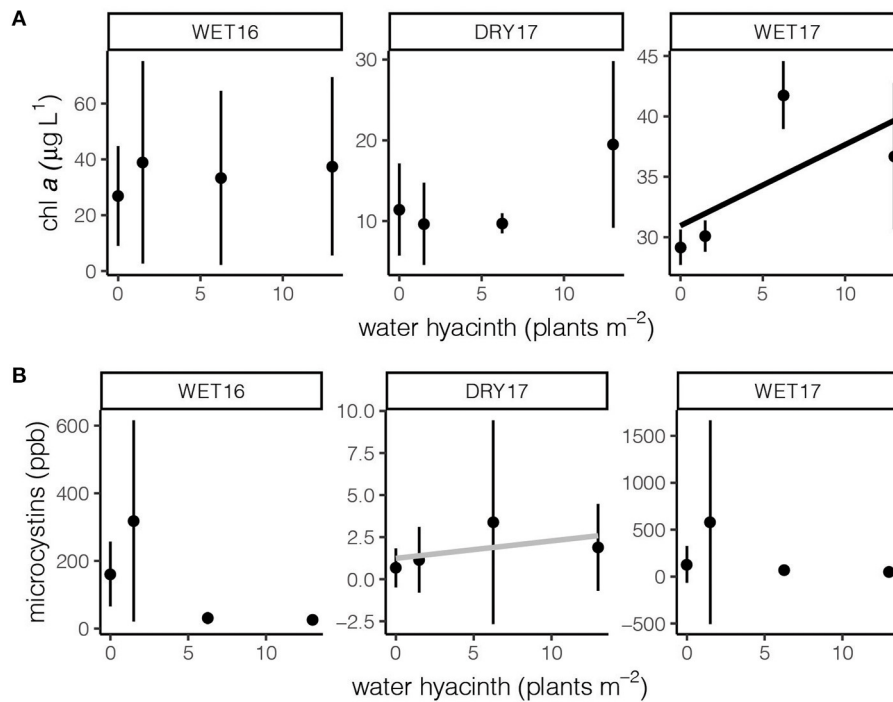 A
WET16 DRY17 WET17
chl a (µg L¹)
60
40
20
0
30
20
10
45
40
35
30
0 5 10 0 5 10 0 5 10
water hyacinth (plants m⁻²)
B
WET16 DRY17 WET17
microcystins (ppb)
600
400
200
0
10.0
7.5
5.0
2.5
0.0
−2.5
1500
1000
500
0
−500
0 5 10 0 5 10 0 5 10
water hyacinth (plants m⁻²)